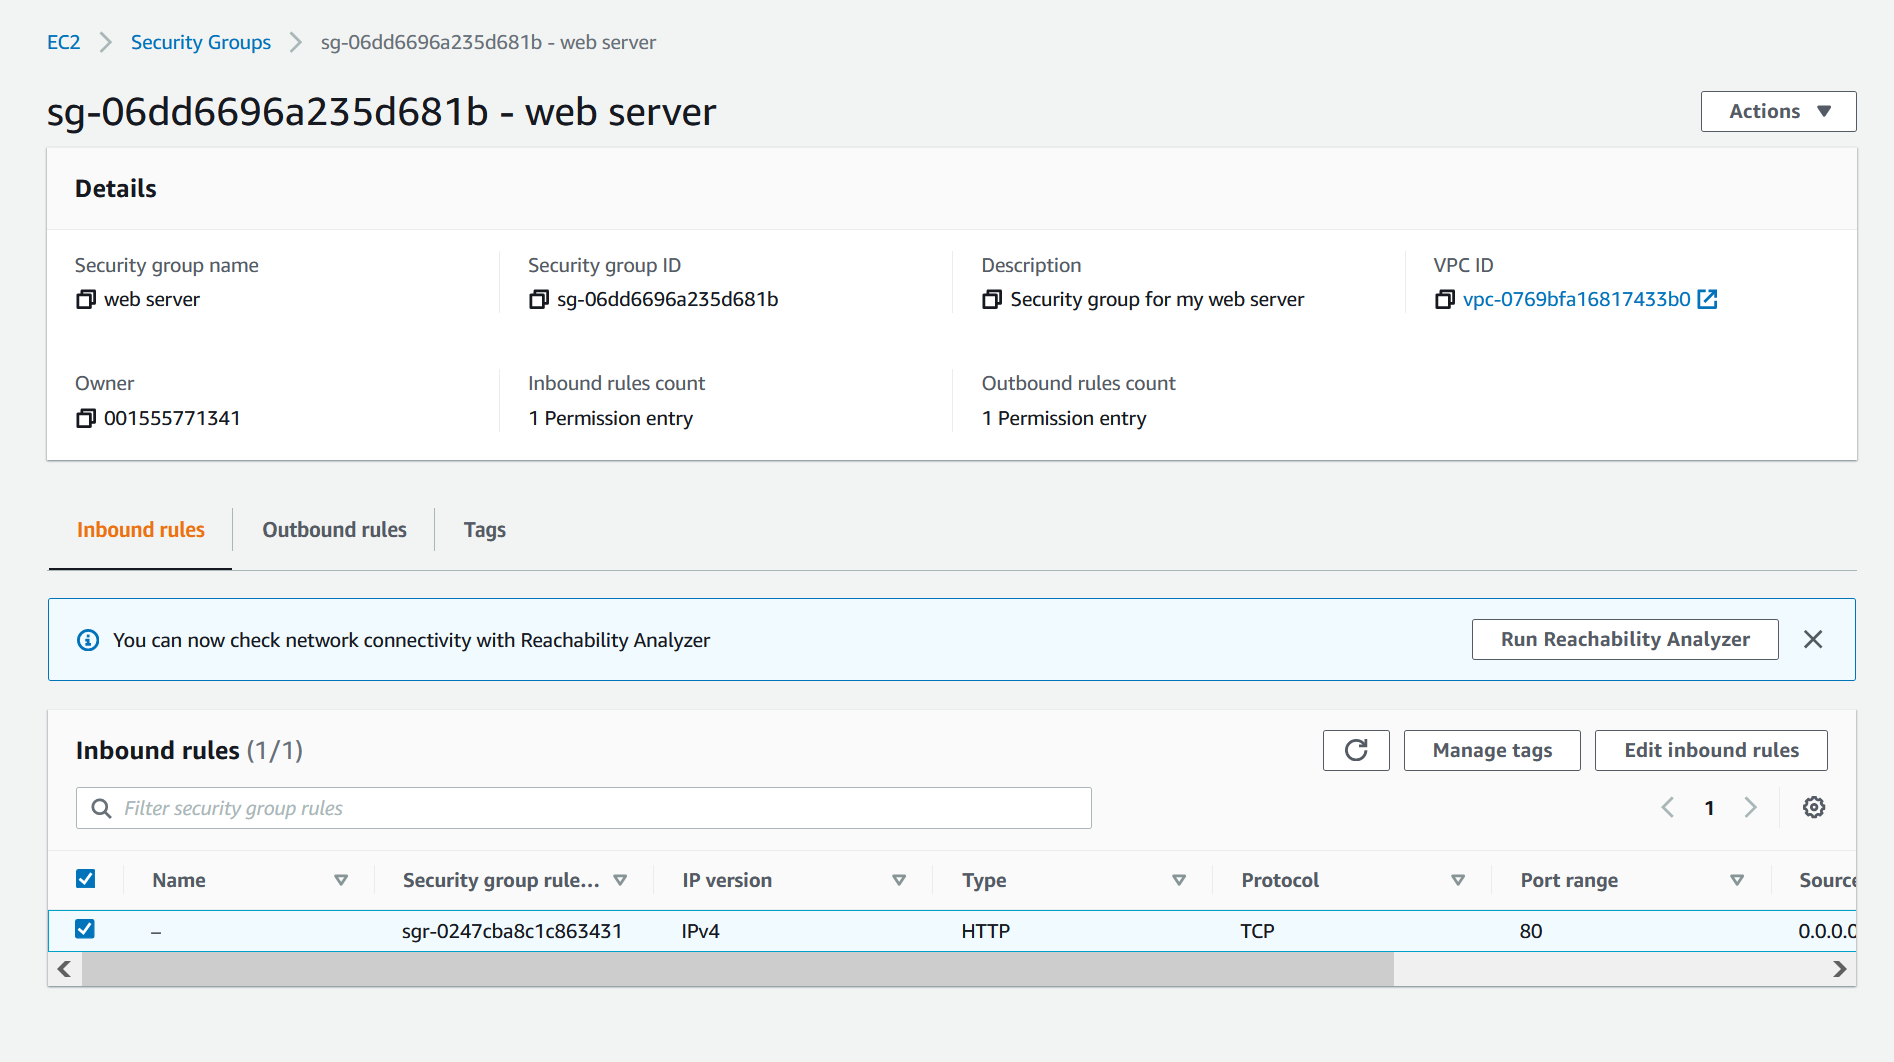 EC2 > Security Groups > sg-06dd6696a235d681b - web server
sg-06dd6696a235d681b - web server
Actions
Details
Security group name
web server
Security group ID
sg-06dd6696a235d681b
Description
Security group for my web server
VPC ID
vpc-0769bfa16817433b0
Owner
001555771341
Inbound rules count
1 Permission entry
Outbound rules count
1 Permission entry
Inbound rules
Outbound rules
Tags
You can now check network connectivity with Reachability Analyzer
Run Reachability Analyzer
Inbound rules (1/1)
Manage tags
Edit inbound rules
Filter security group rules
1
Name
Security group rule...
IP version
Type
Protocol
Port range
Source
–
sgr-0247cba8c1c863431
IPv4
HTTP
TCP
80
0.0.0.0